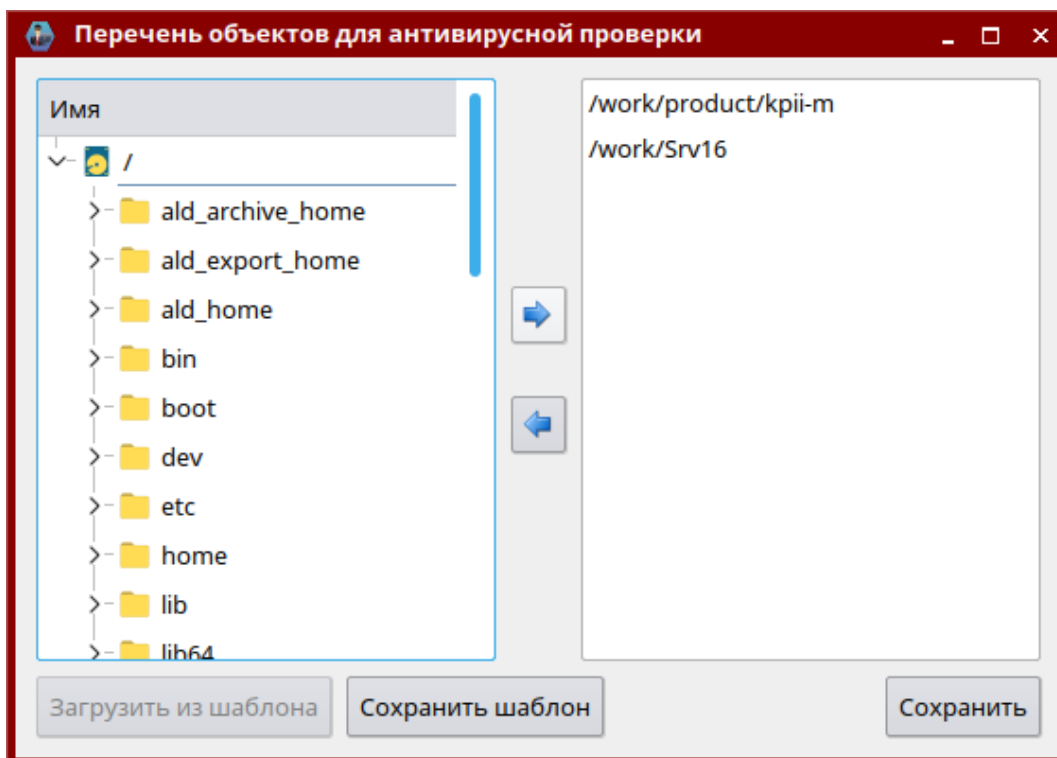 Перечень объектов для антивирусной проверки
Имя
/
ald_archive_home
ald_export_home
ald_home
bin
boot
dev
etc
home
lib
lib64
/work/product/kpii-m
/work/Srv16
Загрузить из шаблона
Сохранить шаблон
Сохранить